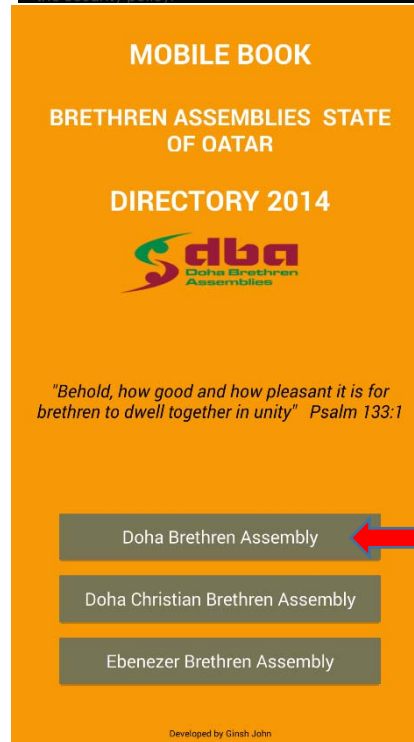 MOBILE BOOK
BRETHREN ASSEMBLIES STATE
OF QATAR
DIRECTORY 2014
dba
Doha Brethren
Assemblies
"Behold, how good and how pleasant it is for
brethren to dwell together in unity" Psalm 133:1
Doha Brethren Assembly
Doha Christian Brethren Assembly
Ebenezer Brethren Assembly
Developed by Ginsh John